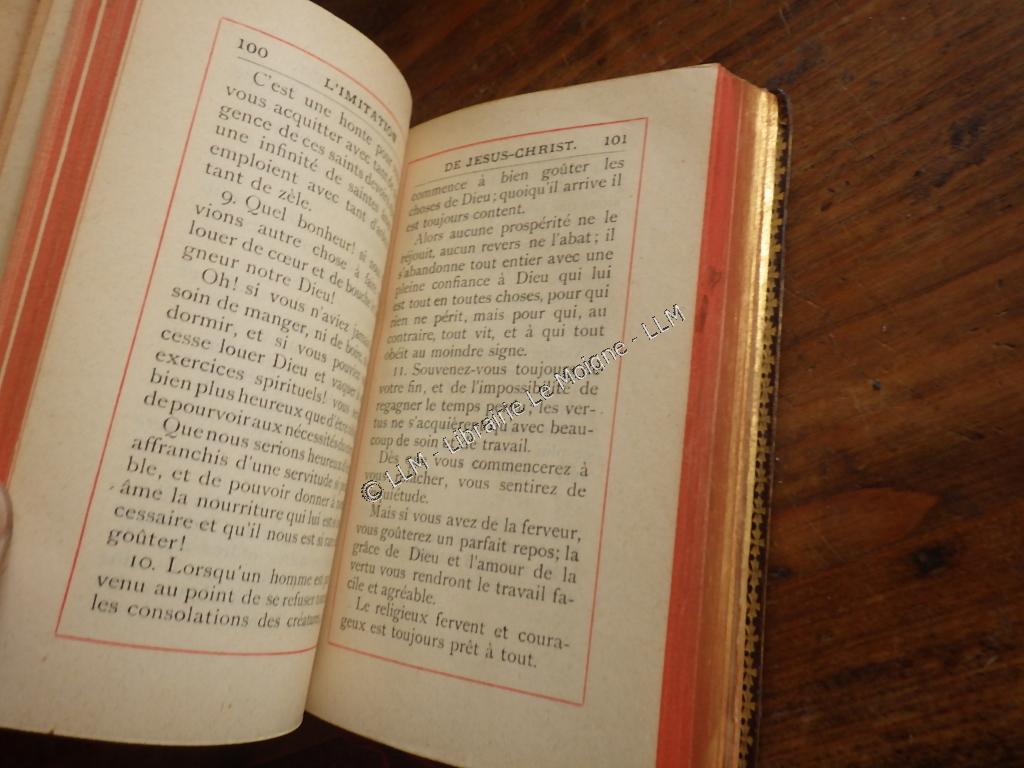 100
L'IMITATION
C'est une honte pour
vous acquitter avec tant de
gence de ces saints
une infinité de saintes
emploient avec tant
tant de zèle.
9. Quel bonheur! si
vions autre chose à
louer de cœur et de bouche
gneur notre Dieu!
Oh! si vous n'aviez jamais
soin de manger, ni de boire,
dormir, et si vous pouviez
cesse louer Dieu et vaquer
exercices spirituels!
bien plus heureux que
de pourvoir aux nécessités
Que nous serions heureux
affranchis d'une servitude si
ble, et de pouvoir donner à
âme la nourriture qui lui est
cessaire et qu'il nous est si
goûter!
10. Lorsqu'un homme est
venu au point de se refuser
les consolations des créatures
DE JESUS-CHRIST. 101
commence à bien goûter les
choses de Dieu; quoiqu'il arrive il
est toujours content.
Alors aucune prospérité ne le
réjouit, aucun revers ne l'abat; il
s'abandonne tout entier avec une
pleine confiance à Dieu qui lui
est tout en toutes choses, pour qui
rien ne périt, mais pour qui, au
contraire, tout vit, et à qui tout
obéit au moindre signe.
11. Souvenez-vous toujours
votre fin, et de l'impossibilité de
regagner le temps les ver-
tus ne s'acquièrent qu'avec beau-
coup de soin et de travail.
Dès que vous commencerez à
vous sentirez de
Mais si vous avez de la ferveur,
vous goûterez un parfait repos; la
grâce de Dieu et l'amour de la
vertu vous rendront le travail fa-
cile et agréable.
Le religieux fervent et coura-
geux est toujours prêt à tout.
© LLM - Librairie Le Moigne - LLM